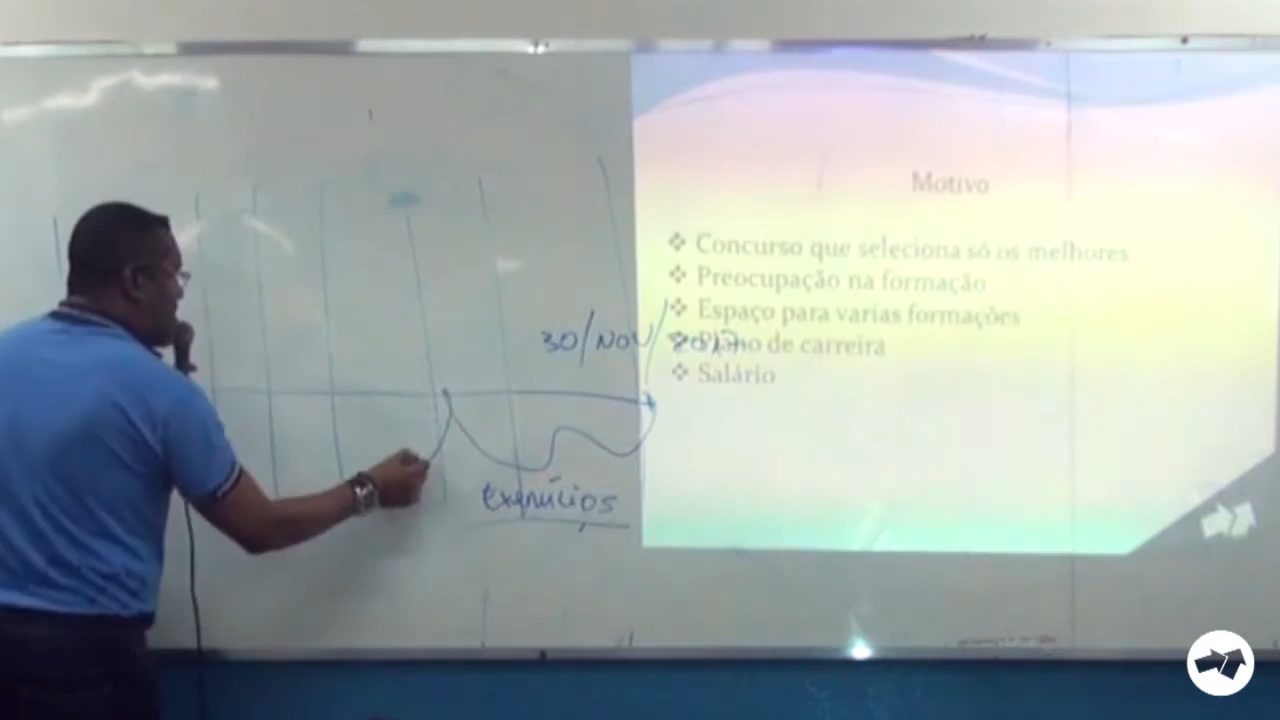 Motivo
❖ Concurso que seleciona só os melhores
❖ Preocupação na formação
❖ Espaço para varias formações
❖ Plano de carreira
❖ Salário
30/NOV/2017
Exercícios